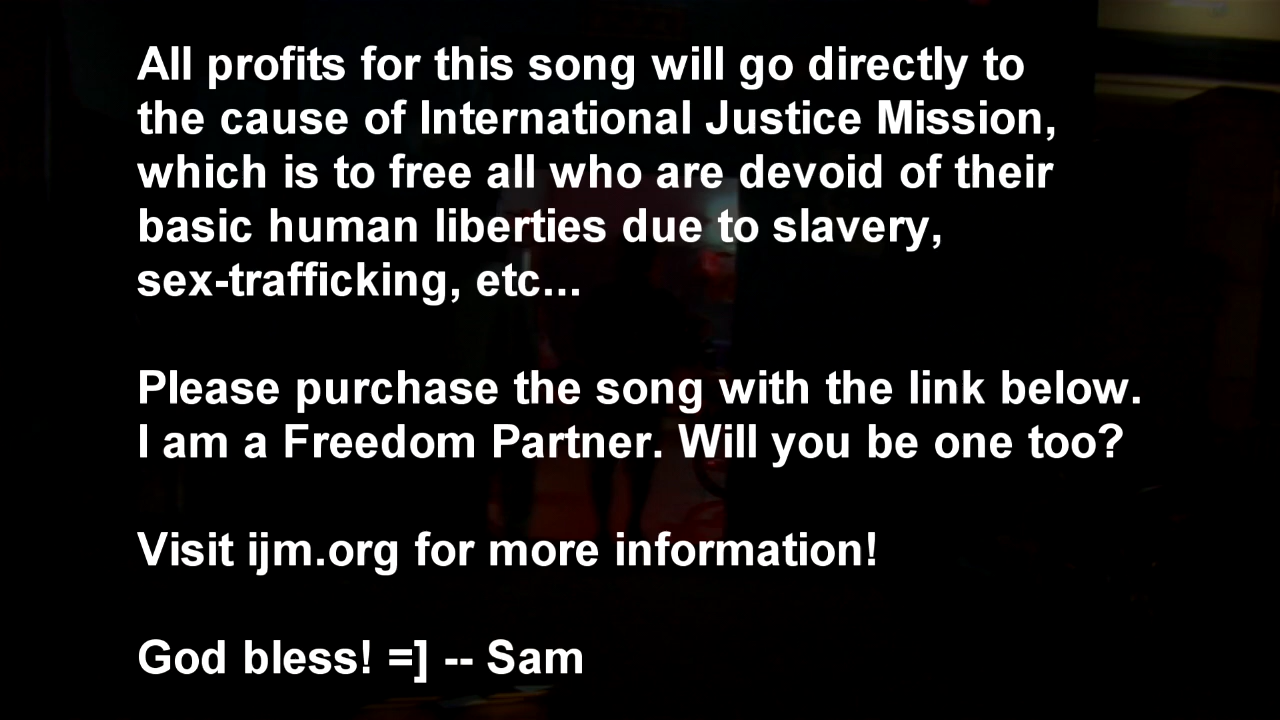 All profits for this song will go directly to
the cause of International Justice Mission,
which is to free all who are devoid of their
basic human liberties due to slavery,
sex-trafficking, etc...
Please purchase the song with the link below.
I am a Freedom Partner. Will you be one too?
Visit ijm.org for more information!
God bless! =] -- Sam